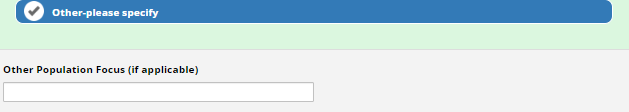 Other-please specify
Other Population Focus (if applicable)